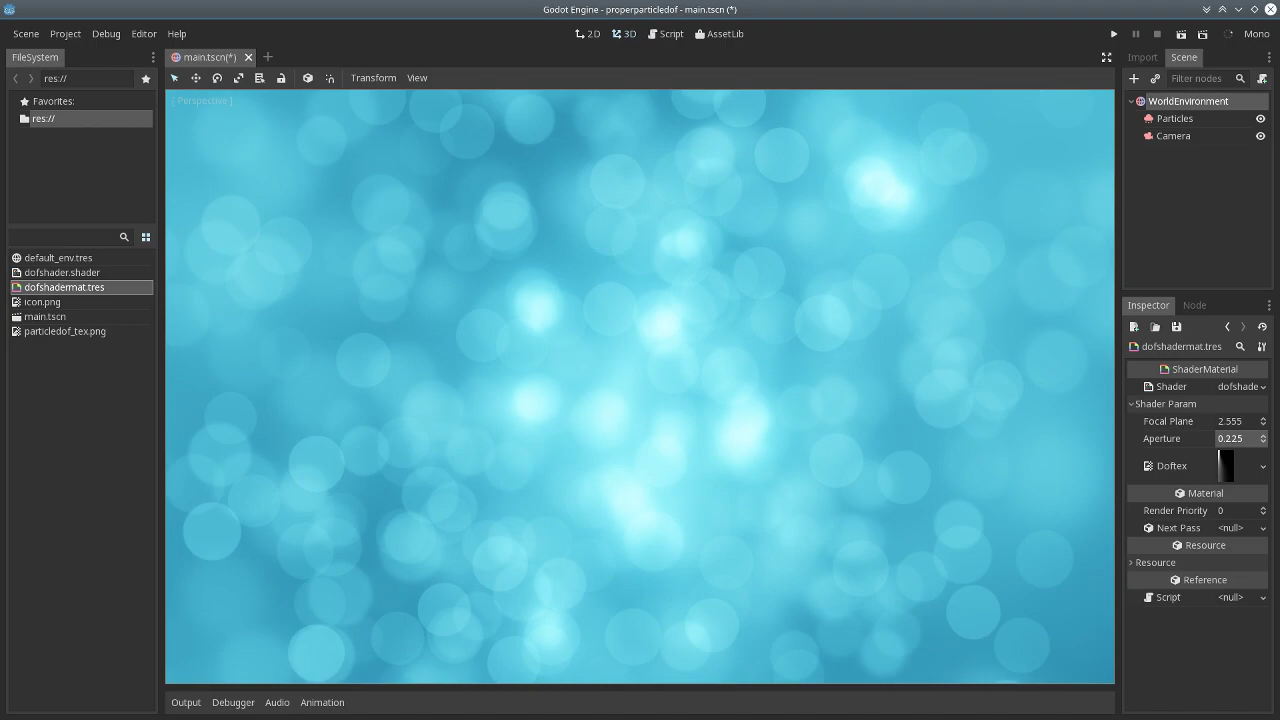 Godot Engine - properparticledof - main.tscn (*)
Scene Project Debug Editor Help
2D 3D Script AssetLib
Mono
FileSystem
main.tscn(*)
Import Scene
res://
Transform View
Filter nodes
[ Perspective ]
Favorites:
res://
WorldEnvironment
Particles
Camera
default_env.tres
dofshader.shader
dofshadermat.tres
icon.png
main.tscn
particledof_tex.png
Inspector Node
dofshadermat.tres
ShaderMaterial
Shader dofshade
Shader Param
Focal Plane 2.555
Aperture 0.225
Doftex
Material
Render Priority 0
Next Pass <null>
Resource
Resource
Reference
Script <null>
Output Debugger Audio Animation